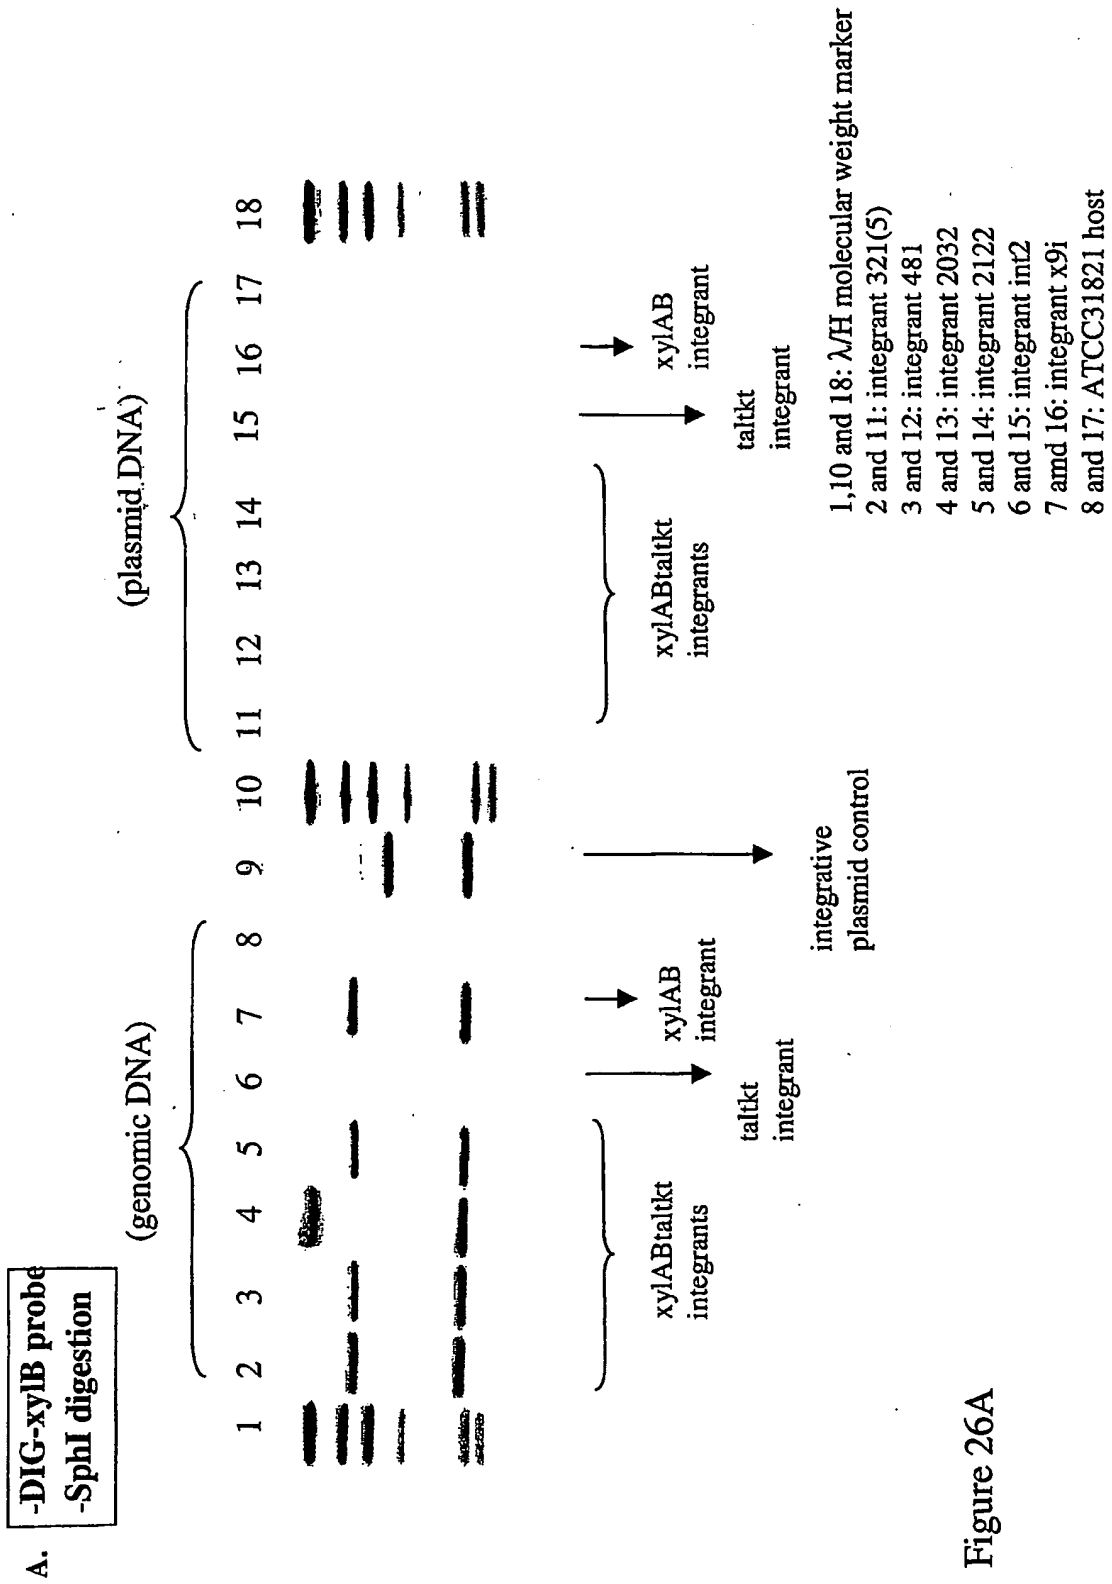 A.
-DIG-xylB probe
-SphI digestion
(genomic DNA)
(plasmid DNA)
1 2 3 4 5 6 7 8 9 10 11 12 13 14 15 16 17 18
xylABtaltkt
integrants
taltkt
integrant
xylAB
integrant
integrative
plasmid control
xylABtaltkt
integrants
taltkt
integrant
xylAB
integrant
1,10 and 18: λ/H molecular weight marker
2 and 11: integrant 321(5)
3 and 12: integrant 481
4 and 13: integrant 2032
5 and 14: integrant 2122
6 and 15: integrant int2
7 amd 16: integrant x9i
8 and 17: ATCC31821 host
Figure 26A